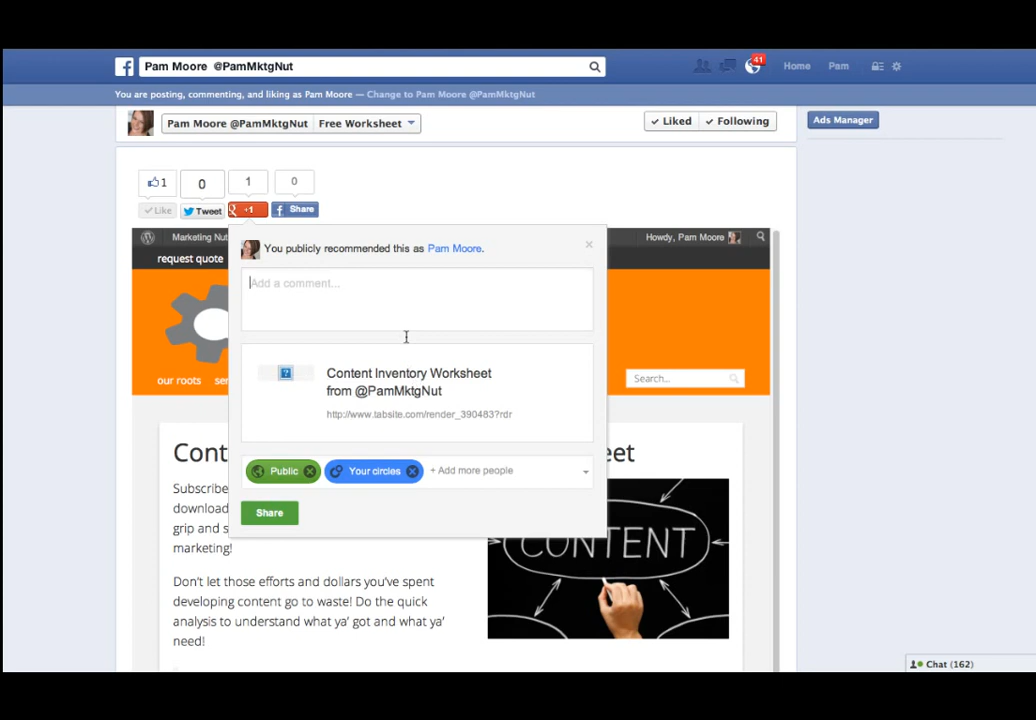 Pam Moore @PamMktgNut
41
Home
Pam
You are posting, commenting, and liking as Pam Moore — Change to Pam Moore @PamMktgNut
Pam Moore @PamMktgNut
Free Worksheet
Liked
Following
Ads Manager
1
0
1
0
Like
Tweet
+1
Share
Marketing Nut
Howdy, Pam Moore
request quote
You publicly recommended this as Pam Moore.
Add a comment...
Content Inventory Worksheet
from @PamMktgNut
http://www.tabsite.com/render_390483?rdr
our roots
Search...
Public
Your circles
+ Add more people
Share
Subscribe
download
grip and s
marketing!
CONTENT
Don't let those efforts and dollars you've spent
developing content go to waste! Do the quick
analysis to understand what ya' got and what ya'
need!
Chat (162)